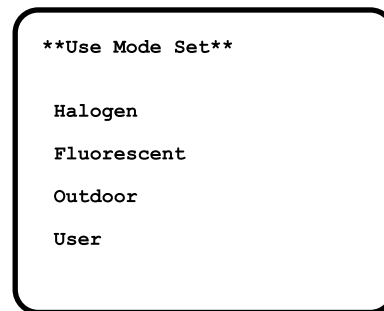 **Use Mode Set**
Halogen
Fluorescent
Outdoor
User